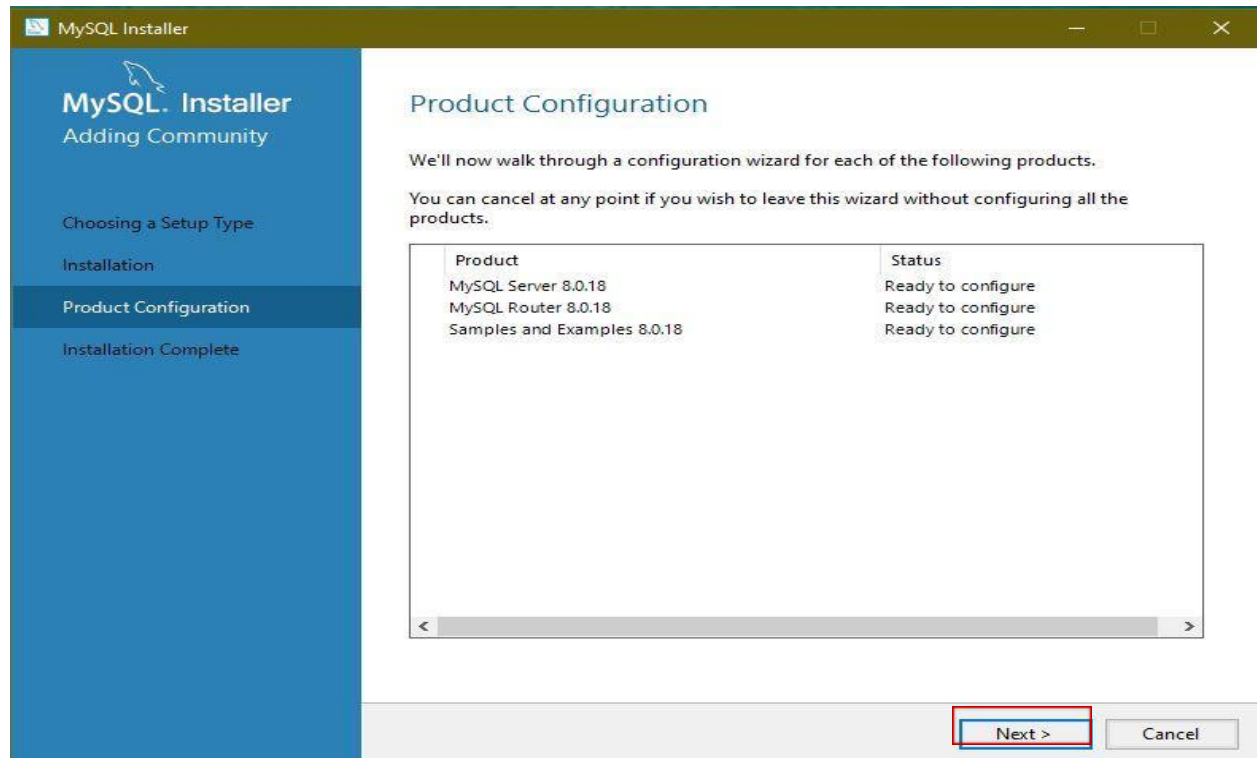 MySQL Installer
MySQL. Installer
Adding Community
Choosing a Setup Type
Installation
Product Configuration
Installation Complete
Product Configuration
We'll now walk through a configuration wizard for each of the following products.
You can cancel at any point if you wish to leave this wizard without configuring all the
products.
Product Status
MySQL Server 8.0.18 Ready to configure
MySQL Router 8.0.18 Ready to configure
Samples and Examples 8.0.18 Ready to configure
Next > Cancel